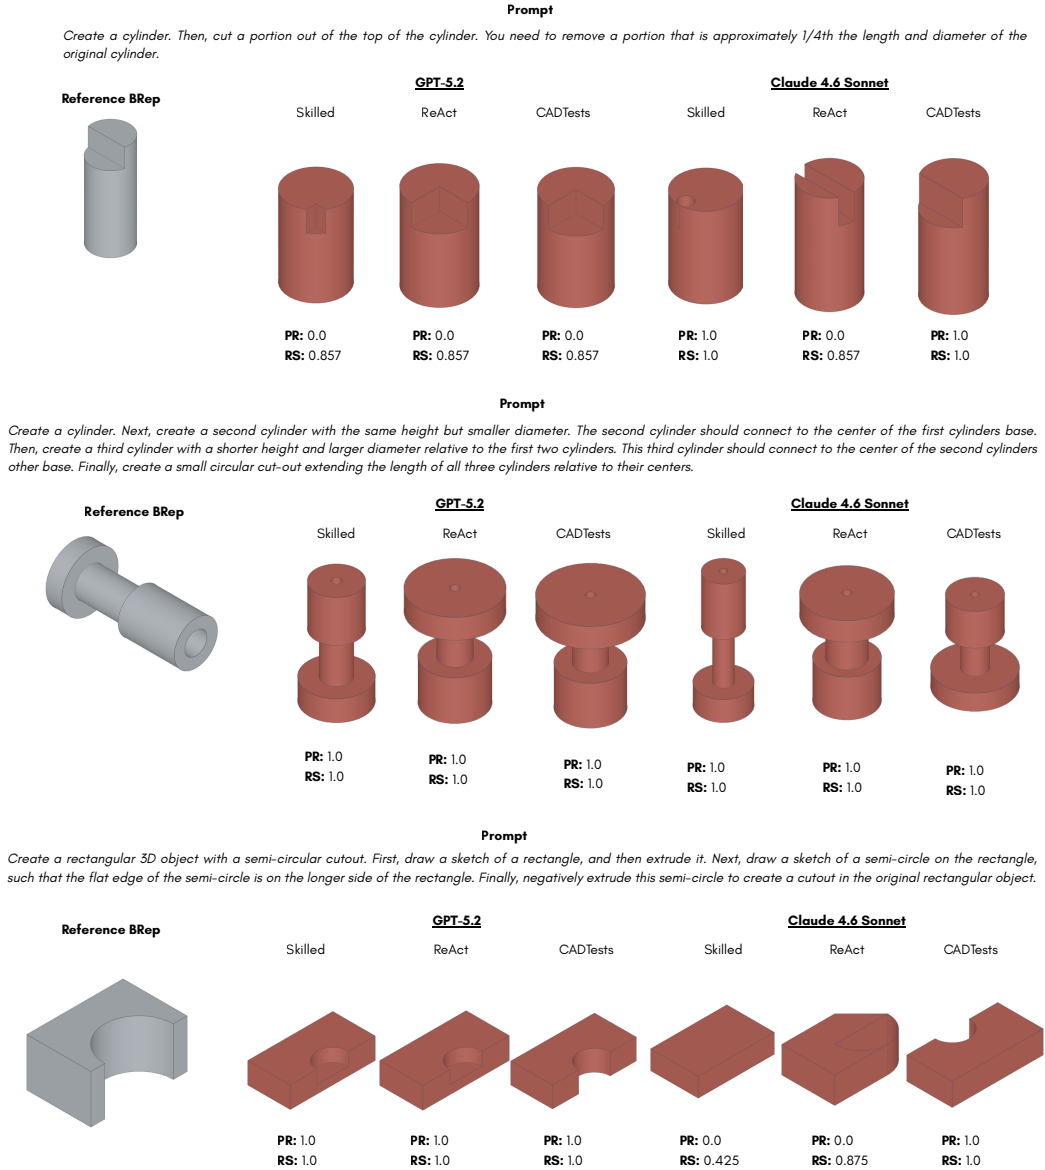 Prompt
Create a cylinder. Then, cut a portion out of the top of the cylinder. You need to remove a portion that is approximately 1/4th the length and diameter of the
original cylinder.
GPT-5.2 Claude 4.6 Sonnet
Reference BRep
Skilled ReAct CADTests Skilled ReAct CADTests
PR: 0.0 PR: 0.0 PR: 0.0 PR: 1.0 PR: 0.0 PR: 1.0
RS: 0.857 RS: 0.857 RS: 0.857 RS: 1.0 RS: 0.857 RS: 1.0
Prompt
Create a cylinder. Next, create a second cylinder with the same height but smaller diameter. The second cylinder should connect to the center of the first cylinders base.
Then, create a third cylinder with a shorter height and larger diameter relative to the first two cylinders. This third cylinder should connect to the center of the second cylinders
other base. Finally, create a small circular cut-out extending the length of all three cylinders relative to their centers.
GPT-5.2 Claude 4.6 Sonnet
Reference BRep
Skilled ReAct CADTests Skilled ReAct CADTests
PR: 1.0 PR: 1.0 PR: 1.0 PR: 1.0 PR: 1.0 PR: 1.0
RS: 1.0 RS: 1.0 RS: 1.0 RS: 1.0 RS: 1.0 RS: 1.0
Prompt
Create a rectangular 3D object with a semi-circular cutout. First, draw a sketch of a rectangle, and then extrude it. Next, draw a sketch of a semi-circle on the rectangle,
such that the flat edge of the semi-circle is on the longer side of the rectangle. Finally, negatively extrude this semi-circle to create a cutout in the original rectangular object.
GPT-5.2 Claude 4.6 Sonnet
Reference BRep
Skilled ReAct CADTests Skilled ReAct CADTests
PR: 1.0 PR: 1.0 PR: 1.0 PR: 0.0 PR: 0.0 PR: 1.0
RS: 1.0 RS: 1.0 RS: 1.0 RS: 0.425 RS: 0.875 RS: 1.0